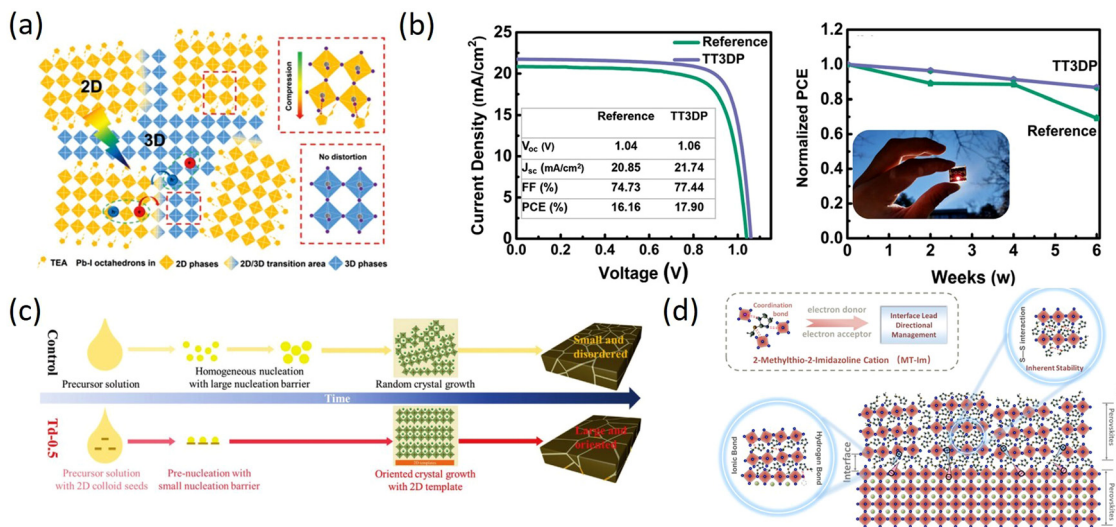 (a)
2D
3D
Compression
No distortion
TEA Pb-I octahedrons in 2D phases 2D/3D transition area 3D phases
(b)
Current Density (mA/cm²)
25
20
15
10
5
0
0.0 0.2 0.4 0.6 0.8 1.0
Voltage (V)
Reference
TT3DP
Reference TT3DP
Voc (V) 1.04 1.06
Jsc (mA/cm²) 20.85 21.74
FF (%) 74.73 77.44
PCE (%) 16.16 17.90
Normalized PCE
1.2
1.0
0.8
0.6
0.4
0.2
0.0
0 2 4 6
Weeks (w)
TT3DP
Reference
(c)
Control
Precursor solution
Homogeneous nucleation
with large nucleation barrier
Random crystal growth
Small and
disordered
Time
Td-0.5
Precursor solution
with 2D colloid seeds
Pre-nucleation with
small nucleation barrier
Oriented crystal growth
with 2D template
Large and
oriented
(d)
Coordination
bond
electron donor
electron acceptor
Interface Lead
Directional
Management
2-Methylthio-2-Imidazoline Cation (MT-Im)
S—S interaction
Inherent Stability
Ionic Bond
Hydrogen Bond
Interface
Perovskites
Perovskites